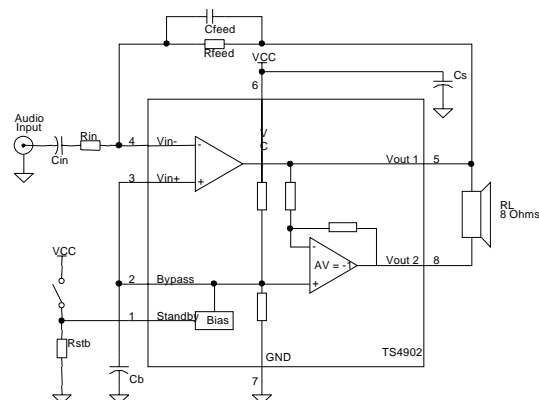 Cfeed
Rfeed
VCC
6
Cs
Audio
Input
Rin
Cin
4
Vin-
-
VC
C
Vout 1
5
3
Vin+
+
RL
8 Ohms
VCC
-
AV = -1
+
Vout 2
8
2
Bypass
1
Standby
Bias
Rstb
GND
TS4902
Cb
7